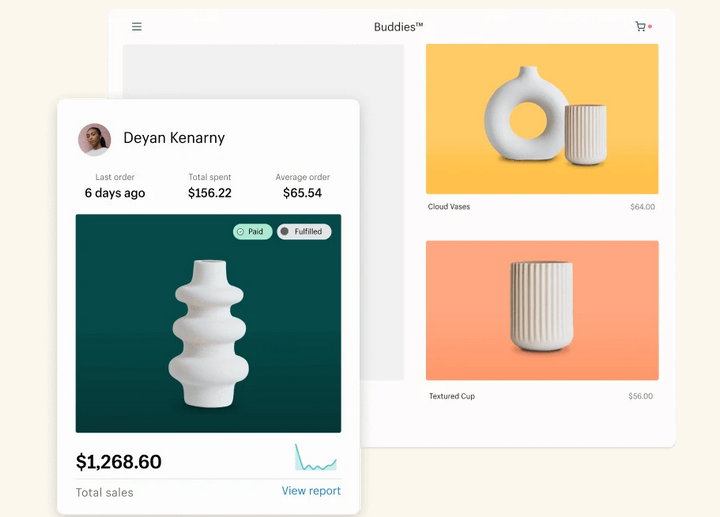 Buddies™
Deyan Kenarny
Last order
6 days ago
Total spent
$156.22
Average order
$65.54
Paid
Fulfilled
$1,268.60
Total sales
View report
Cloud Vases
$64.00
Textured Cup
$56.00